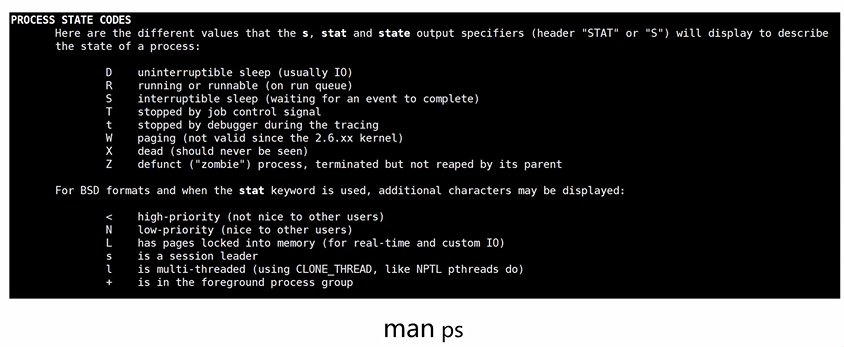 PROCESS STATE CODES
Here are the different values that the s, stat and state output specifiers (header "STAT" or "S") will display to describe
the state of a process:
D uninterruptible sleep (usually IO)
R running or runnable (on run queue)
S interruptible sleep (waiting for an event to complete)
T stopped by job control signal
t stopped by debugger during the tracing
W paging (not valid since the 2.6.xx kernel)
X dead (should never be seen)
Z defunct ("zombie") process, terminated but not reaped by its parent
For BSD formats and when the stat keyword is used, additional characters may be displayed:
< high-priority (not nice to other users)
N low-priority (nice to other users)
L has pages locked into memory (for real-time and custom IO)
s is a session leader
l is multi-threaded (using CLONE_THREAD, like NPTL pthreads do)
+ is in the foreground process group
man ps